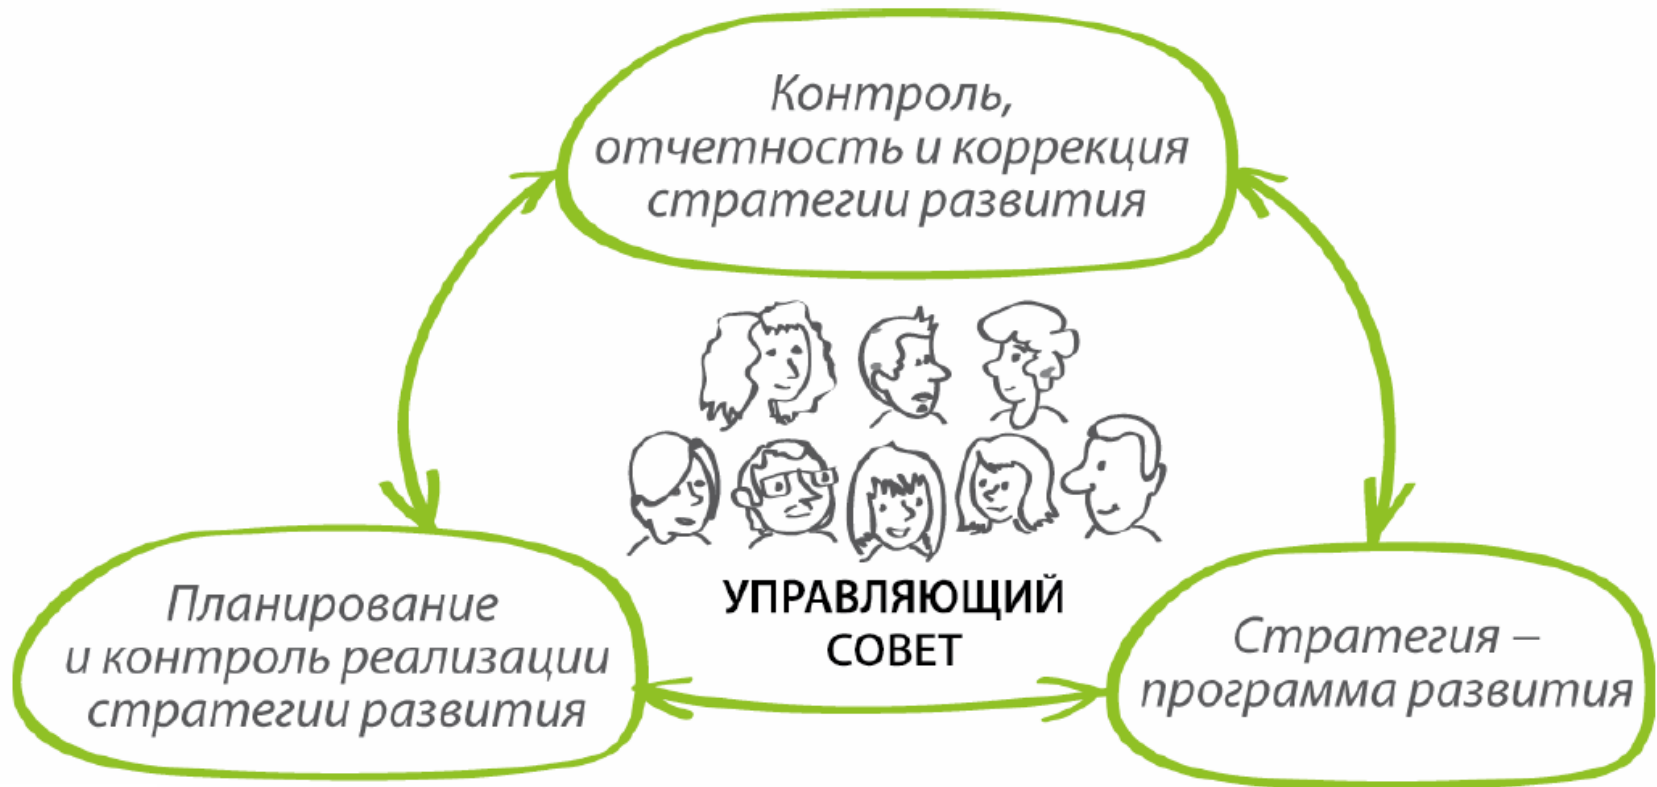 Контроль,
отчетность и коррекция
стратегии развития
УПРАВЛЯЮЩИЙ
СОВЕТ
Планирование
и контроль реализации
стратегии развития
Стратегия –
программа развития